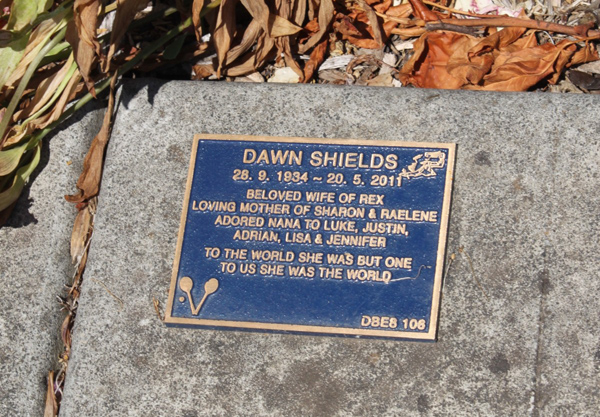 DAWN SHIELDS
28. 9. 1934 ~ 20. 5. 2011
BELOVED WIFE OF REX
LOVING MOTHER OF SHARON & RAELENE
ADORED NANA TO LUKE, JUSTIN,
ADRIAN, LISA & JENNIFER
TO THE WORLD SHE WAS BUT ONE
TO US SHE WAS THE WORLD
DBE8 106